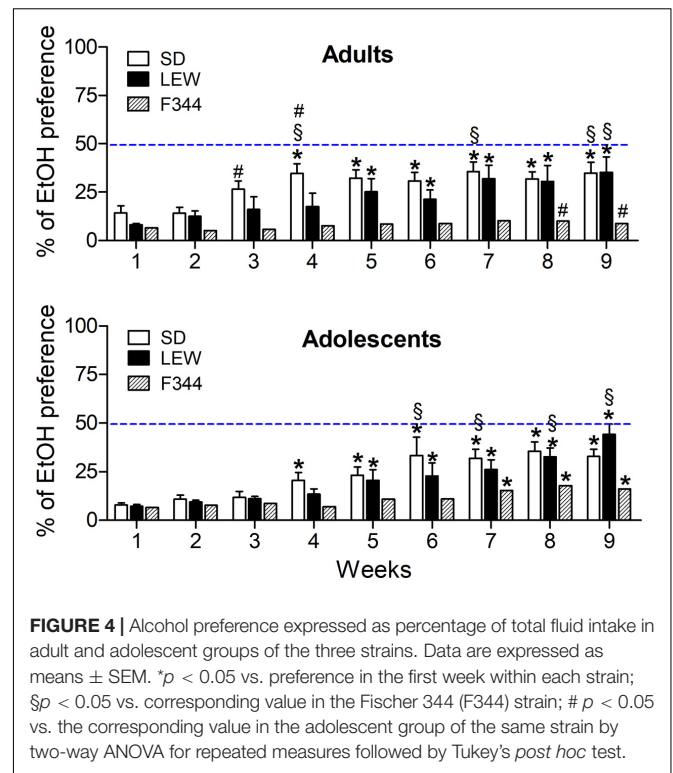 Adults
SD
LEW
F344
% of EtOH preference
100
75
50
25
0
# § * # § * * * * * § * * * * # § * § * #
1 2 3 4 5 6 7 8 9
Adolescents
SD
LEW
F344
% of EtOH preference
100
75
50
25
0
* * * § * * § * * * * § * * * § * *
1 2 3 4 5 6 7 8 9
Weeks
FIGURE 4 | Alcohol preference expressed as percentage of total fluid intake in
adult and adolescent groups of the three strains. Data are expressed as
means ± SEM. *p < 0.05 vs. preference in the first week within each strain;
§p < 0.05 vs. corresponding value in the Fischer 344 (F344) strain; # p < 0.05
vs. the corresponding value in the adolescent group of the same strain by
two-way ANOVA for repeated measures followed by Tukey's post hoc test.